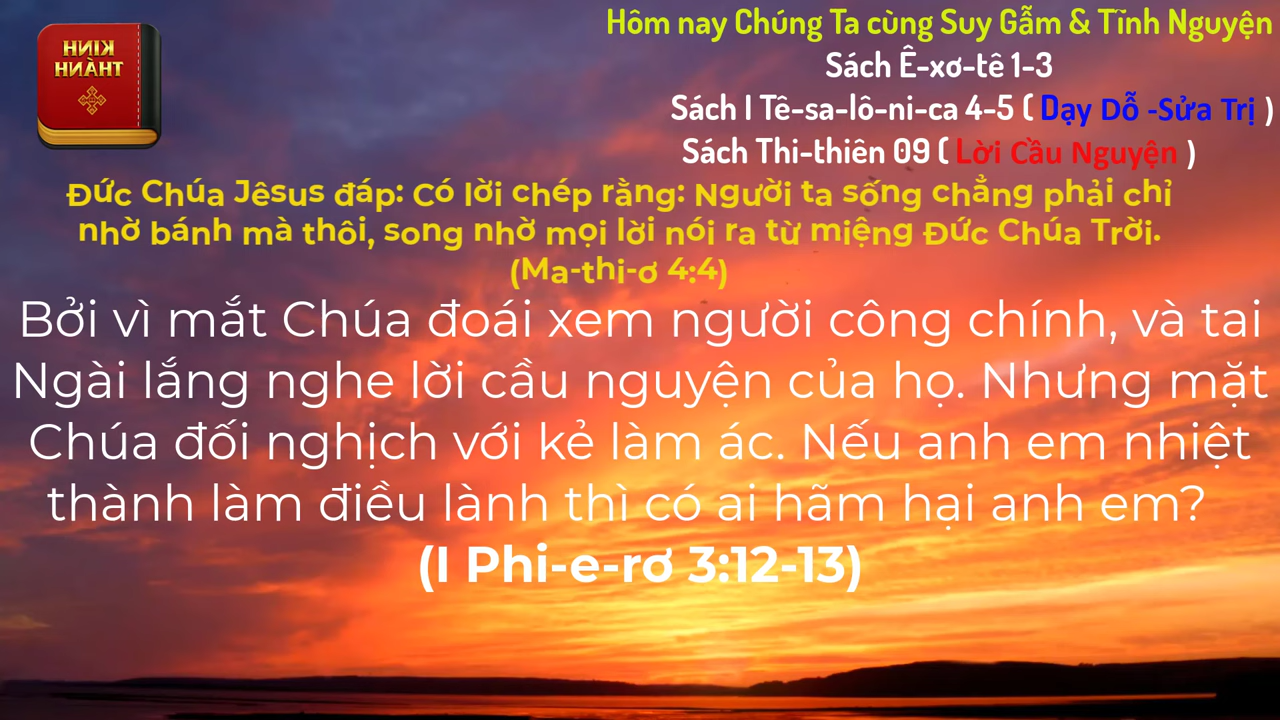 KINH
THÀNH
Hôm nay Chúng Ta cùng Suy Gẫm & Tĩnh Nguyện
Sách Ê-xơ-tê 1-3
Sách I Tê-sa-lô-ni-ca 4-5 ( Dạy Dỗ -Sửa Trị )
Sách Thi-thiên 09 ( Lời Cầu Nguyện )
Đức Chúa Jêsus đáp: Có lời chép rằng: Người ta sống chẳng phải chỉ
nhờ bánh mà thôi, song nhờ mọi lời nói ra từ miệng Đức Chúa Trời.
(Ma-thi-ơ 4:4)
Bởi vì mắt Chúa đoái xem người công chính, và tai
Ngài lắng nghe lời cầu nguyện của họ. Nhưng mặt
Chúa đối nghịch với kẻ làm ác. Nếu anh em nhiệt
thành làm điều lành thì có ai hãm hại anh em?
(I Phi-e-rơ 3:12-13)